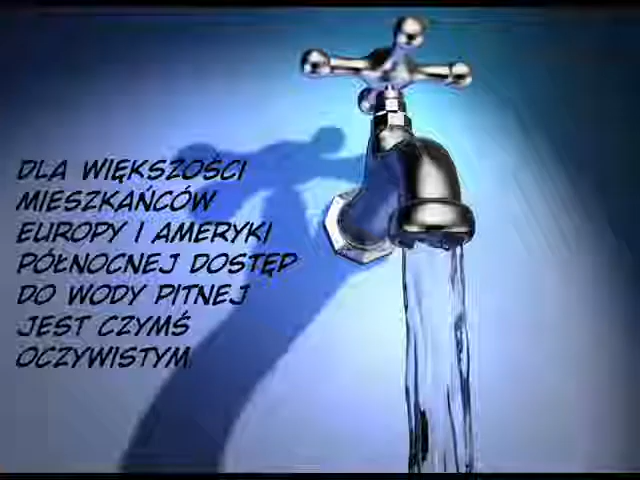 DLA WIĘKSZOŚCI
MIESZKAŃCÓW
EUROPY I AMERYKI
PÓŁNOCNEJ DOSTĘP
DO WODY PITNEJ
JEST CZYMŚ
OCZYWISTYM.